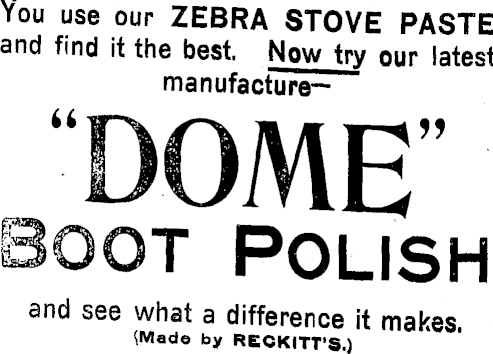 You use our ZEBRA STOVE PASTE
and find it the best. Now try our latest
manufacture—
"DOME"
BOOT POLISH
and see what a difference it makes.
(Made by RECKITT'S.)